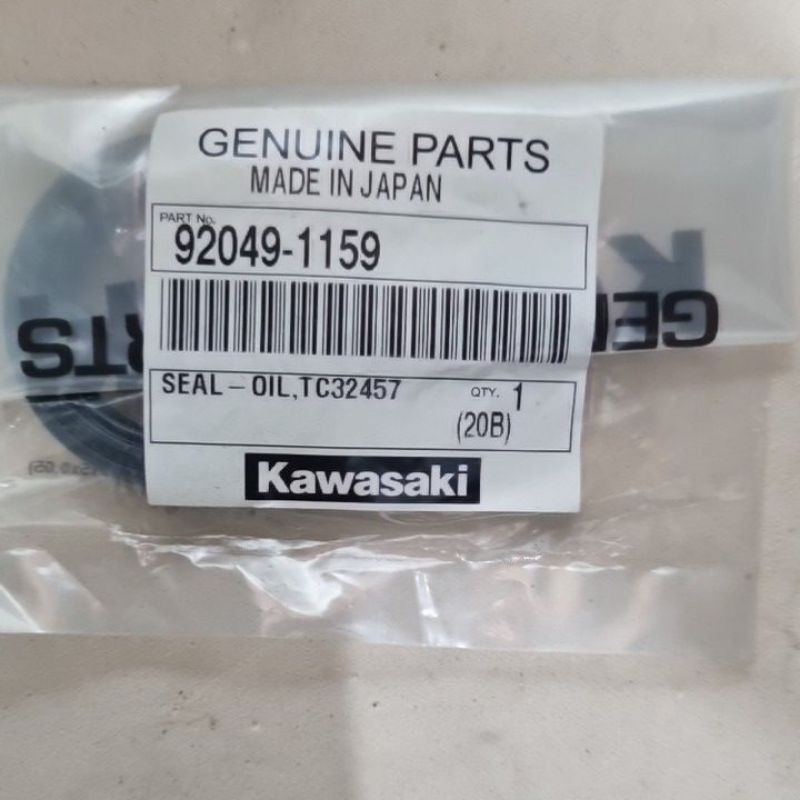 GENUINE PARTS
MADE IN JAPAN
PART No.
92049-1159
SEAL-OIL,TC32457
QTY. 1
(20B)
Kawasaki